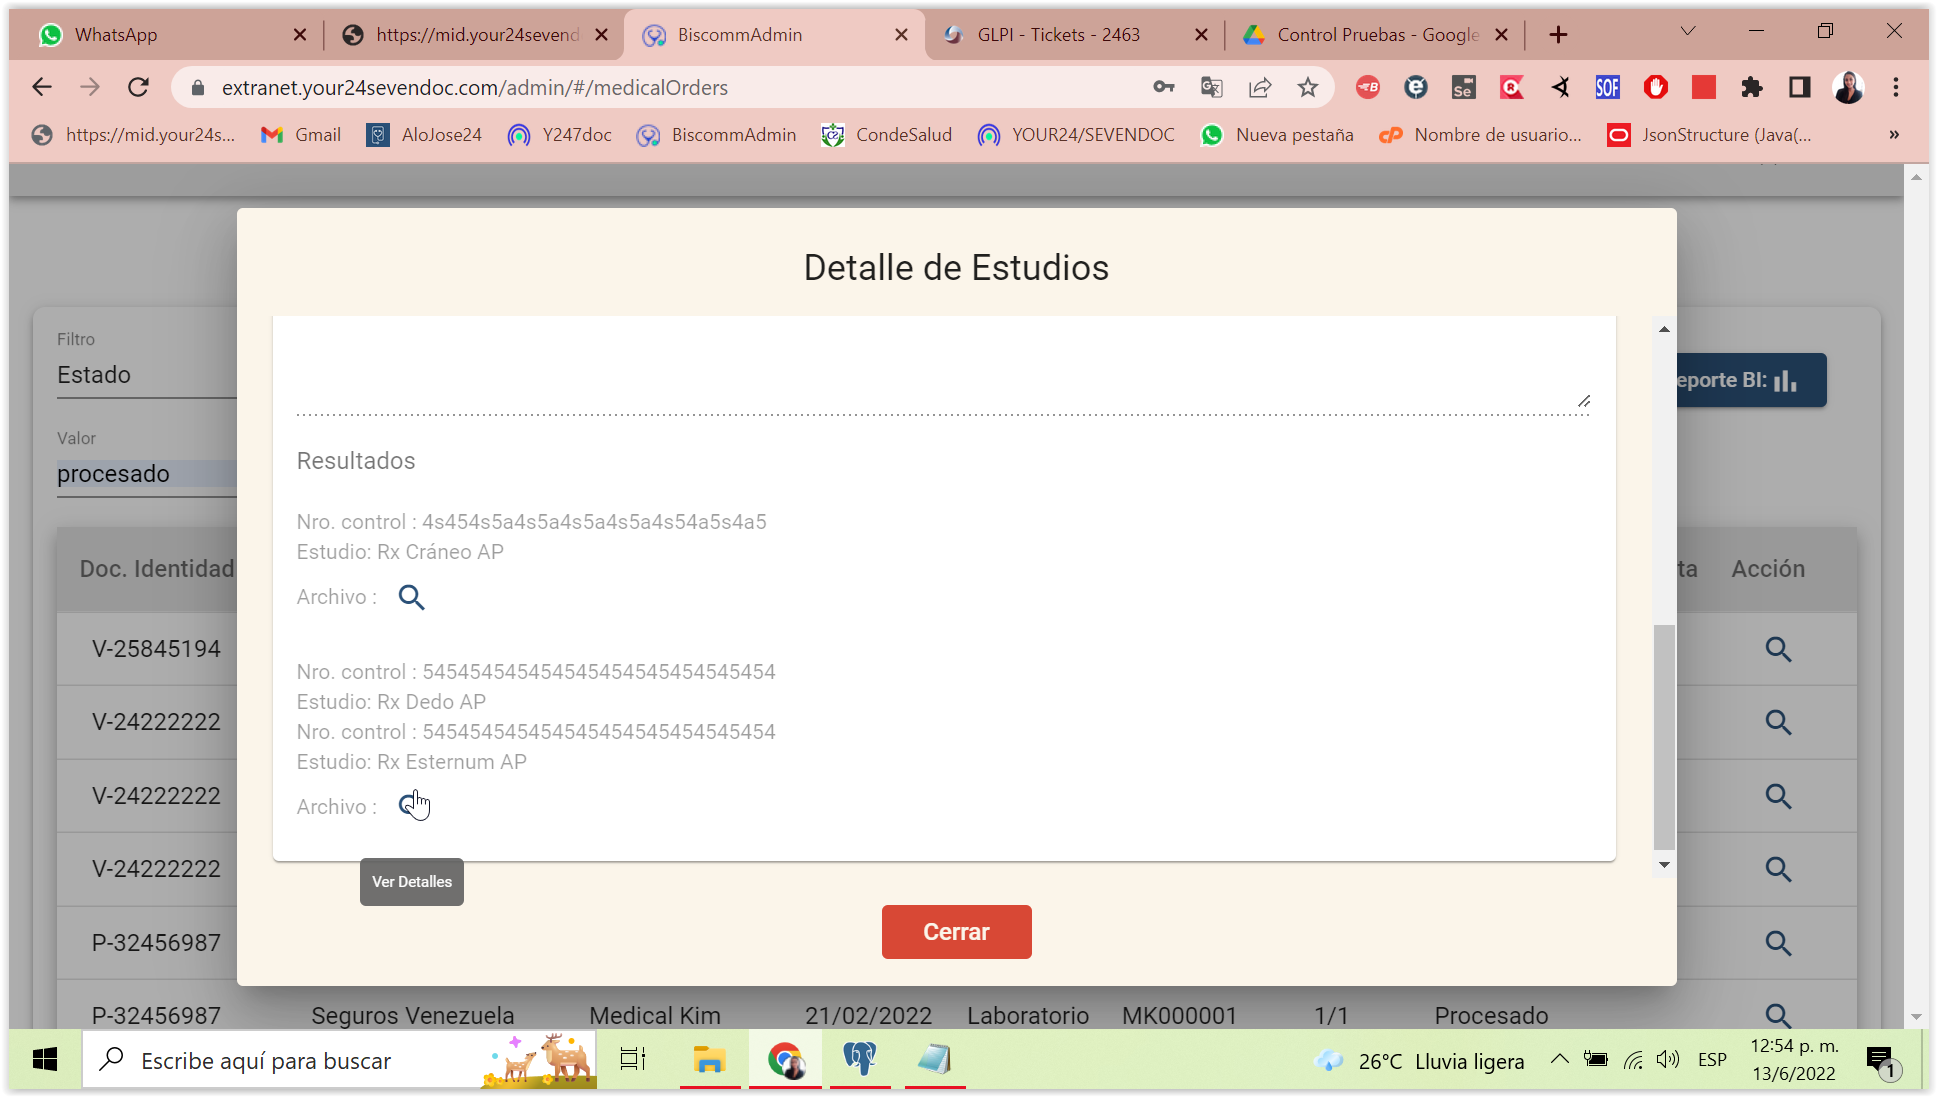 WhatsApp
https://mid.your24sevend
BiscommAdmin
GLPI - Tickets - 2463
Control Pruebas - Google
extranet.your24sevendoc.com/admin/#/medicalOrders
https://mid.your24s...
Gmail
AloJose24
Y247doc
BiscommAdmin
CondeSalud
YOUR24/SEVENDOC
Nueva pestaña
Nombre de usuario...
JsonStructure (Java(...
»
Detalle de Estudios
Filtro
Estado
Valor
procesado
eporte BI:
Resultados
Nro. control : 4s454s5a4s5a4s5a4s5a4s54a5s4a5
Estudio: Rx Cráneo AP
Archivo :
Nro. control : 545454545454545454545454545454
Estudio: Rx Dedo AP
Nro. control : 545454545454545454545454545454
Estudio: Rx Esternum AP
Archivo :
Ver Detalles
Cerrar
Doc. Identidad
ta
Acción
V-25845194
V-24222222
V-24222222
V-24222222
P-32456987
P-32456987 Seguros Venezuela Medical Kim 21/02/2022 Laboratorio MK000001 1/1 Procesado
Escribe aquí para buscar
26°C Lluvia ligera
ESP
12:54 p. m.
13/6/2022
1